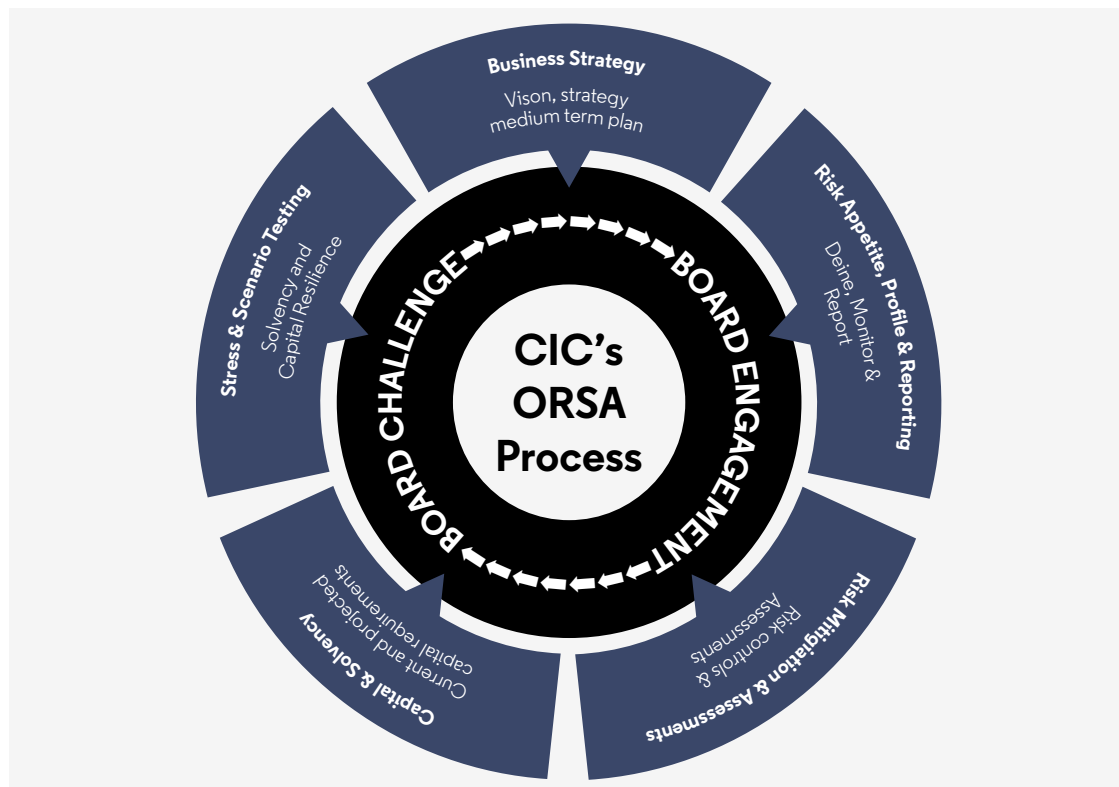 Business Strategy
Vison, strategy
medium term plan
Risk Appetite, Profile & Reporting
Deine, Monitor &
Report
Risk Mitigiation & Assessments
Risk controls &
Assessments
Capital & Solvency
Current and projected
capital requirements
Stress & Scenario Testing
Solvency and
Capital Resilience
BOARD ENGAGEMENT
BOARD CHALLENGE
CIC's
ORSA
Process